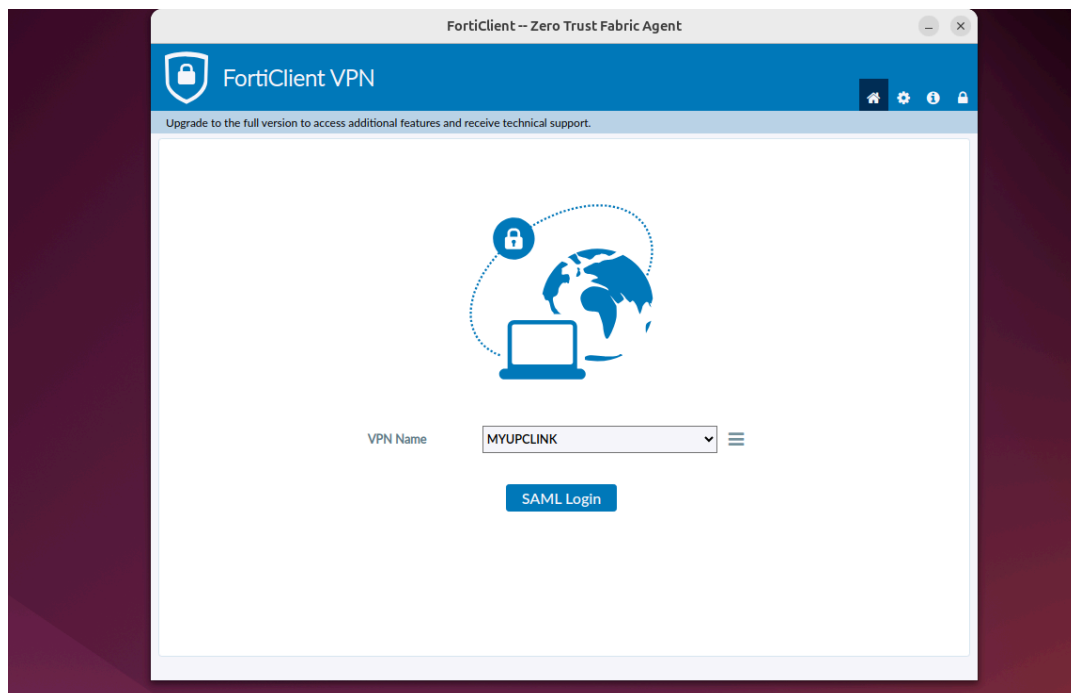 FortiClient -- Zero Trust Fabric Agent
FortiClient VPN
Upgrade to the full version to access additional features and receive technical support.
VPN Name MYUPCLINK
SAML Login